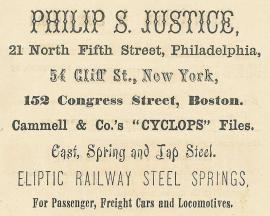 PHILIP S. JUSTICE,
21 North Fifth Street, Philadelphia,
54 Cliff St., New York,
152 Congress Street, Boston.
Cammell & Co.'s "CYCLOPS" Files.
Cast, Spring and Tap Steel.
ELIPTIC RAILWAY STEEL SPRINGS,
For Passenger, Freight Cars and Locomotives.